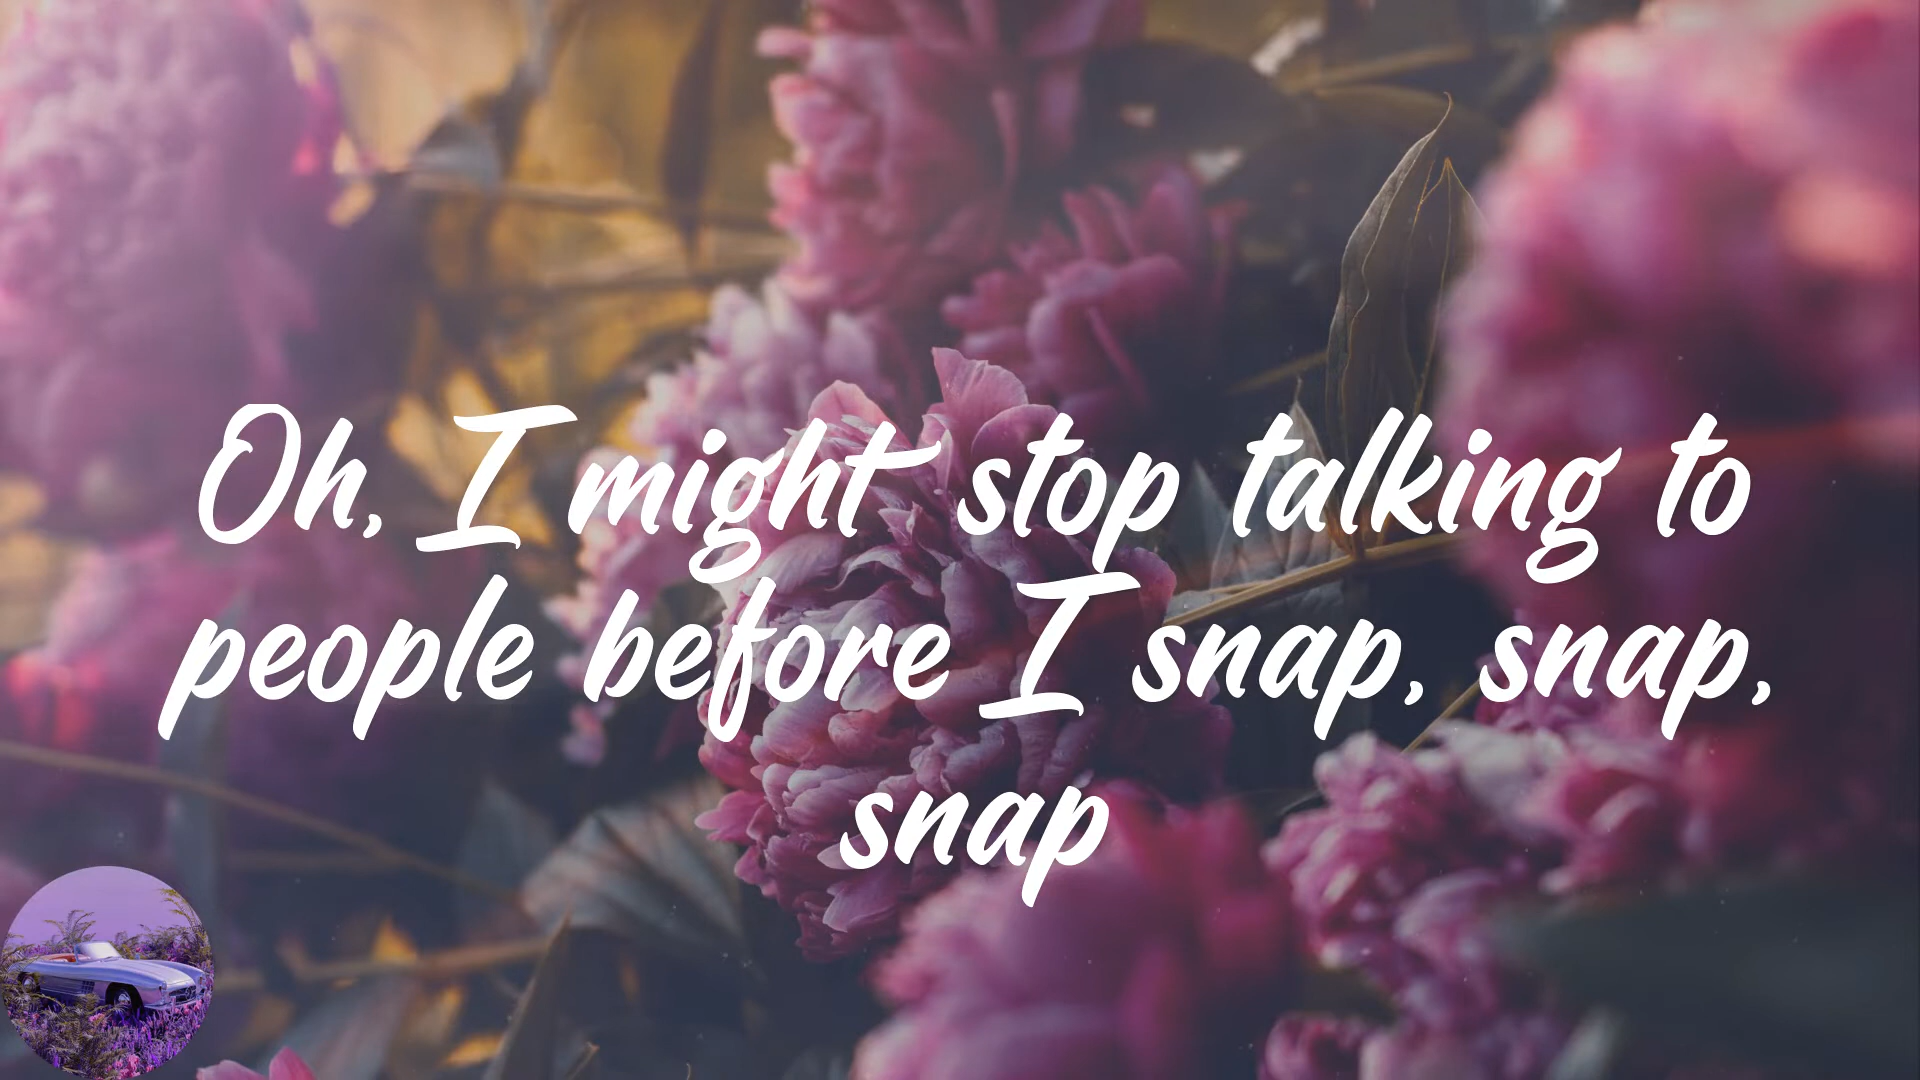 Oh, I might stop talking to
people before I snap, snap,
snap